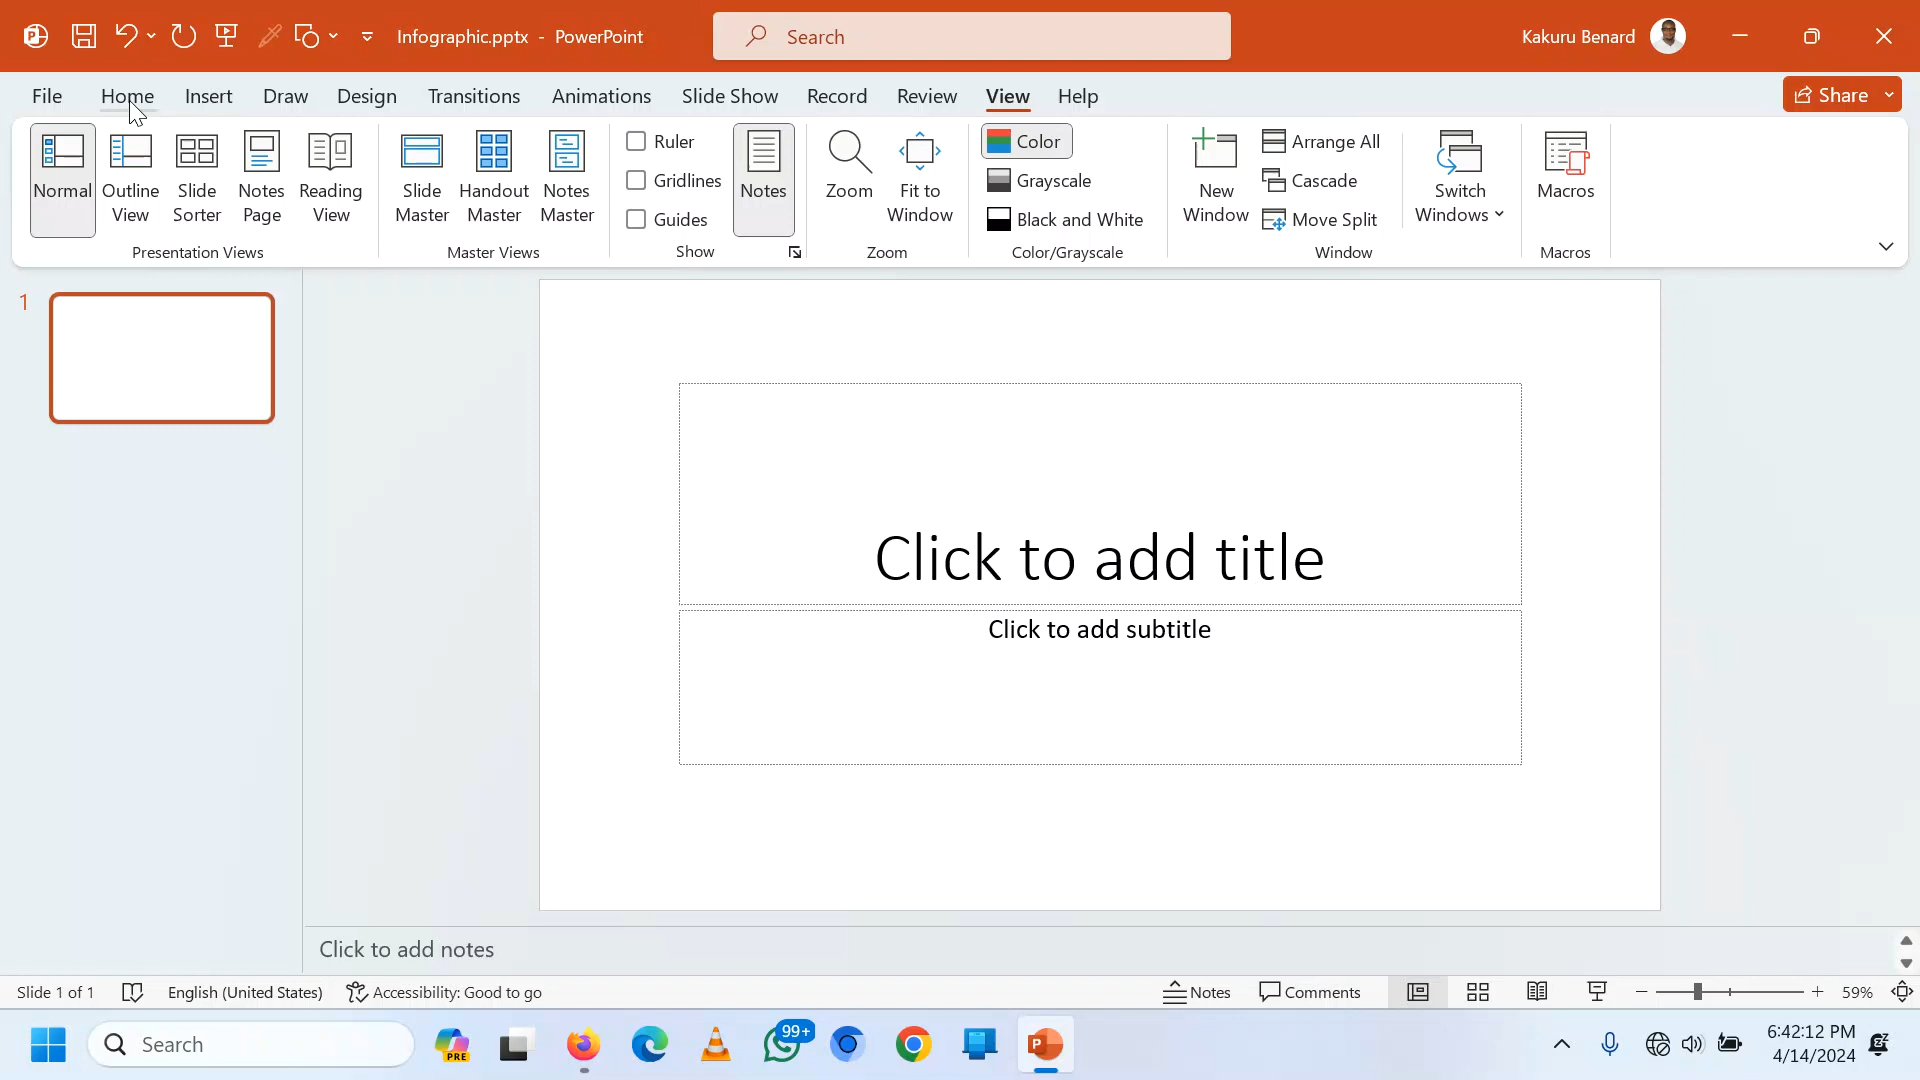 Infographic.pptx - PowerPoint
Search
Kakuru Benard
File Home Insert Draw Design Transitions Animations Slide Show Record Review View Help
Share
Normal
Outline View
Slide Sorter
Notes Page
Reading View
Presentation Views
Slide Master
Handout Master
Notes Master
Master Views
Ruler
Gridlines
Guides
Notes
Show
Zoom
Fit to Window
Zoom
Color
Grayscale
Black and White
Color/Grayscale
New Window
Arrange All
Cascade
Move Split
Switch Windows
Window
Macros
Macros
1
Click to add title
Click to add subtitle
Click to add notes
Slide 1 of 1
English (United States)
Accessibility: Good to go
Notes
Comments
59%
Search
PRE
99+
6:42:12 PM
4/14/2024